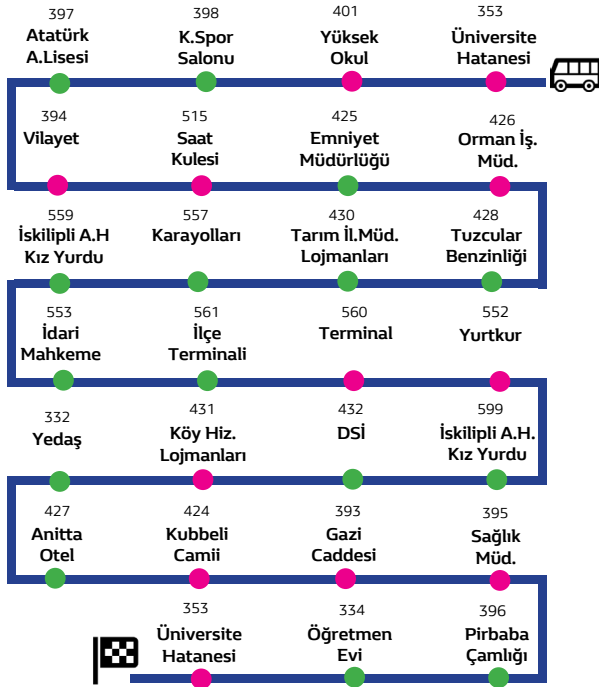 397 398 401 353
Atatürk K.Spor Yüksek Üniversite
A.Lisesi Salonu Okul Hatanesi
394 515 425 426
Vilayet Saat Emniyet Orman İş.
Kulesi Müdürlüğü Müd.
559 557 430 428
İskilipli A.H Karayolları Tarım İl.Müd. Tuzcular
Kız Yurdu Lojmanları Benzinliği
553 561 560 552
İdari İlçe Terminal Yurtkur
Mahkeme Terminali
332 431 432 599
Yedaş Köy Hiz. DSİ İskilipli A.H.
Lojmanları Kız Yurdu
427 424 393 395
Anitta Kubbeli Gazi Sağlık
Otel Camii Caddesi Müd.
353 334 396
Üniversite Öğretmen Pirbaba
Hatanesi Evi Çamlığı